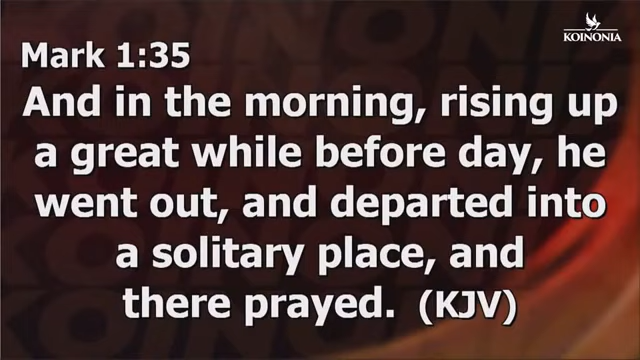 KOINONIA
Mark 1:35
And in the morning, rising up
a great while before day, he
went out, and departed into
a solitary place, and
there prayed. (KJV)